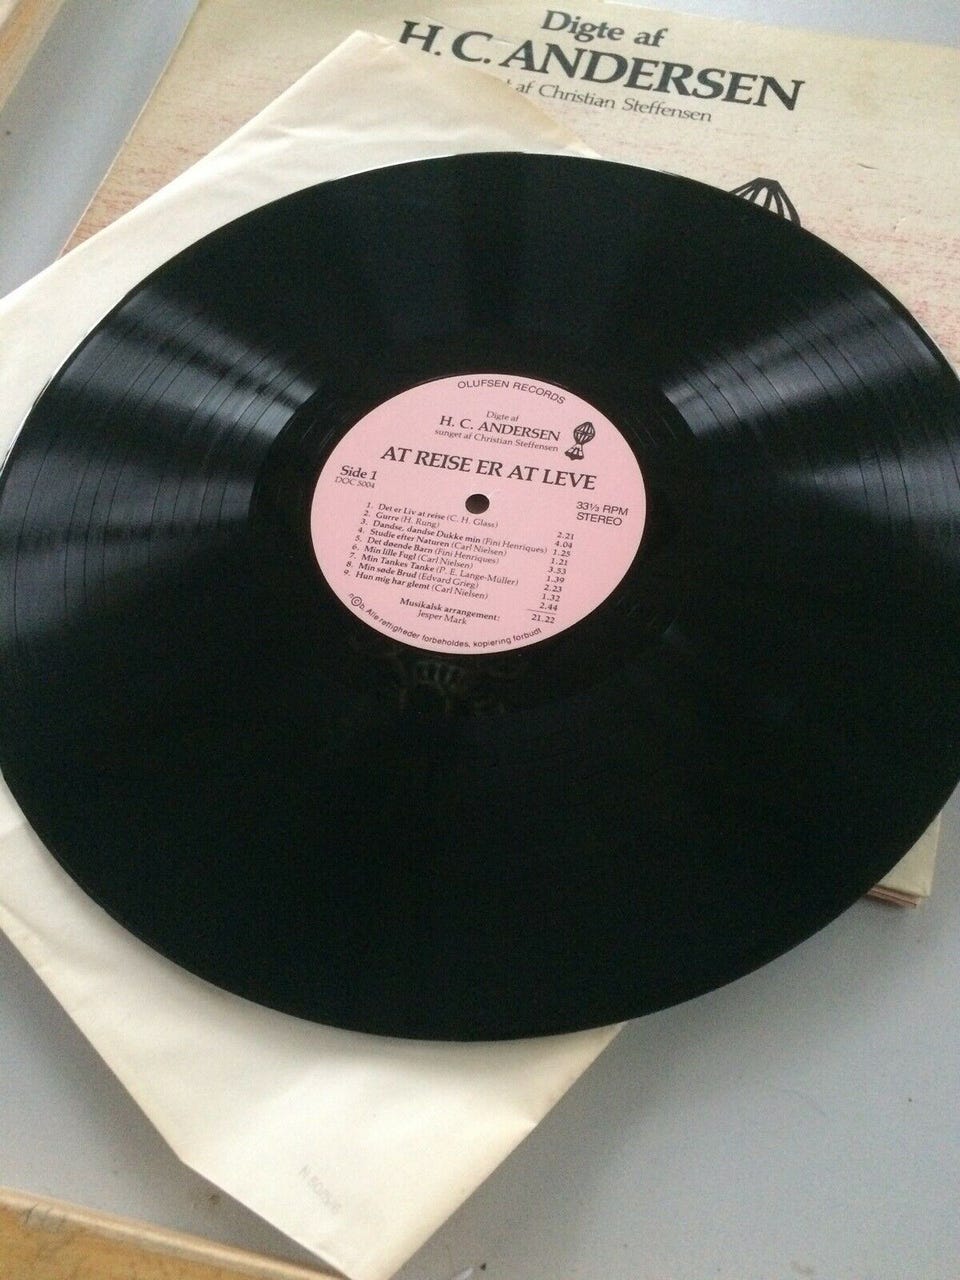 Digte af
H. C. ANDERSEN
af Christian Steffensen
OLUFSEN RECORDS
Digte af
H. C. ANDERSEN
sunget af Christian Steffensen
AT REISE ER AT LEVE
Side 1
DOC 5004
33⅓ RPM
STEREO
1. Det er Liv at reise (C. H. Glass) 2.21
2. Gurre (H. Rung) 4.04
3. Dandse, dandse Dukke min (Fini Henriques) 1.25
4. Studie efter Naturen (Carl Nielsen) 1.21
5. Det døende Barn (Fini Henriques) 3.53
6. Min lille Fugl (Carl Nielsen) 1.39
7. Min Tankes Tanke (P. E. Lange-Müller) 2.23
8. Min søde Brud (Edvard Grieg) 1.32
9. Hun mig har glemt (Carl Nielsen) 2.44
21.22
Musikalsk arrangement:
Jesper Mark
n©b. Alle rettigheder forbeholdes, kopiering forbudt